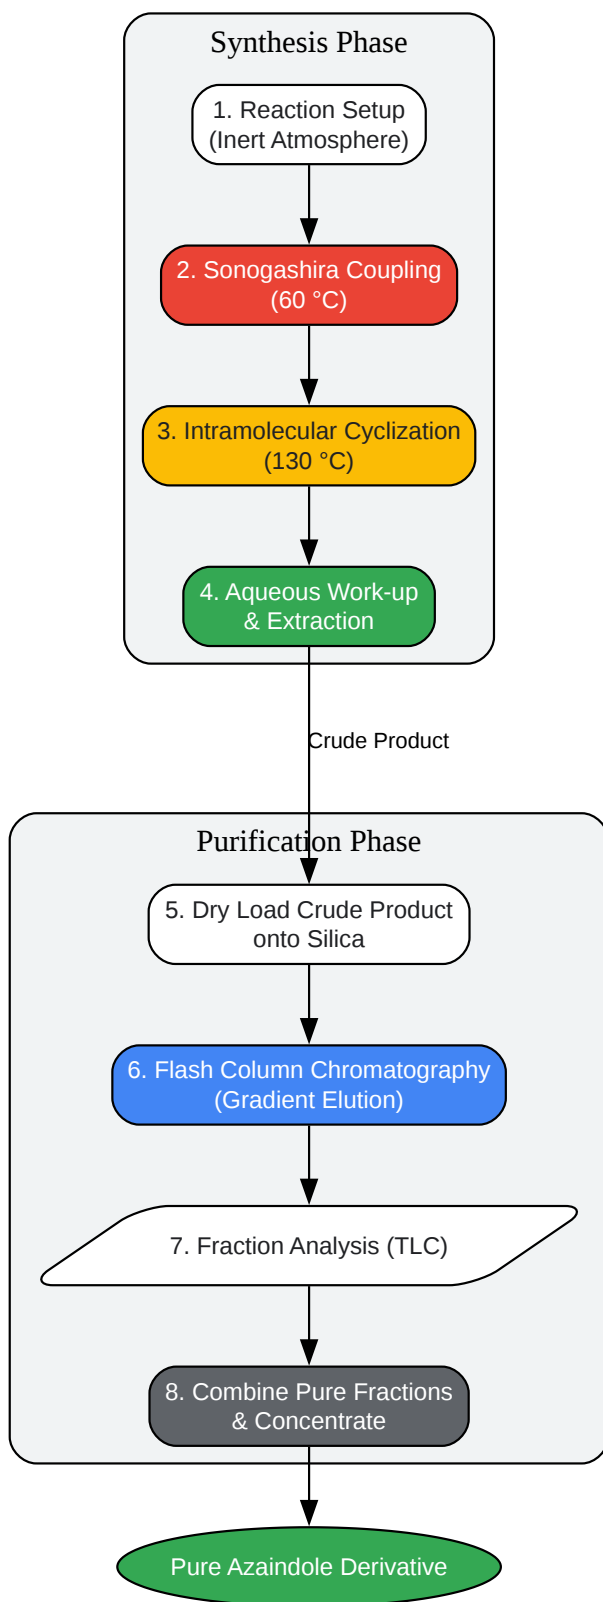 Synthesis Phase
1. Reaction Setup
(Inert Atmosphere)
2. Sonogashira Coupling
(60 °C)
3. Intramolecular Cyclization
(130 °C)
4. Aqueous Work-up
& Extraction
Crude Product
Purification Phase
5. Dry Load Crude Product
onto Silica
6. Flash Column Chromatography
(Gradient Elution)
7. Fraction Analysis (TLC)
8. Combine Pure Fractions
& Concentrate
Pure Azaindole Derivative